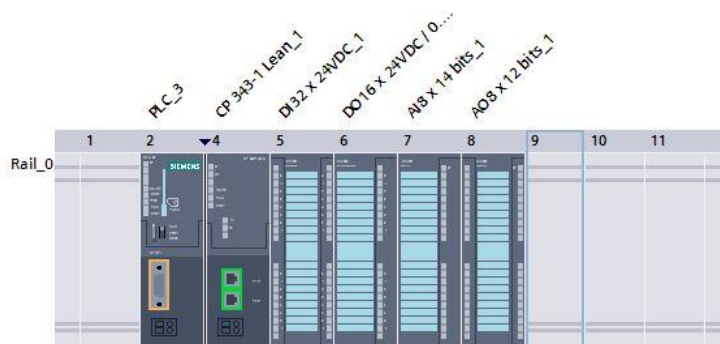 PLC_3
CP 343-1 Lean_1
DI32 x 24VDC_1
DO16 x 24VDC / 0....
AI8 x 14 bits_1
AO8 x 12 bits_1
1 2 4 5 6 7 8 9 10 11
Rail_0
SIEMENS